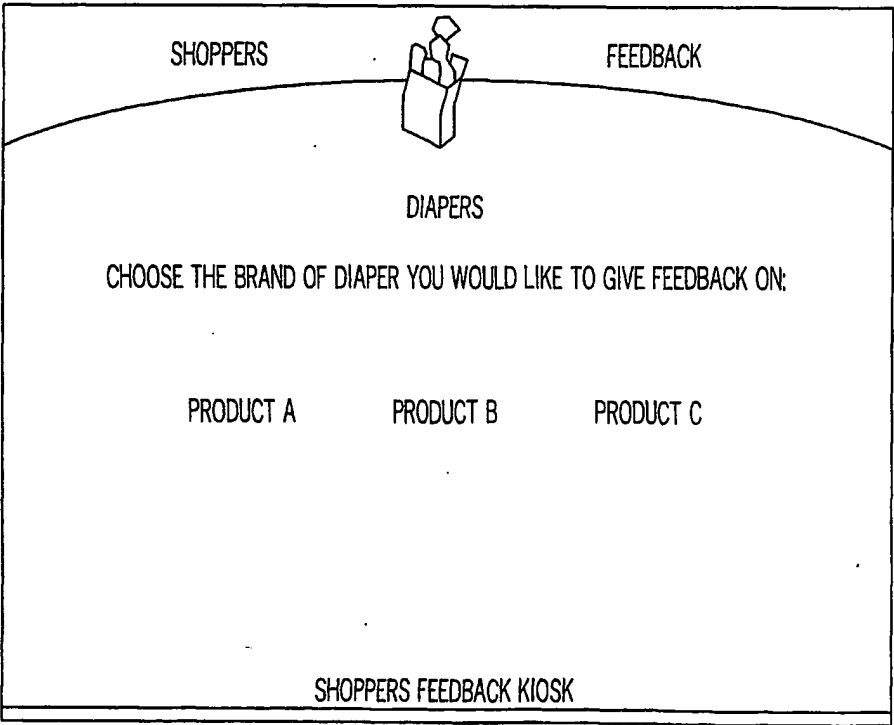 SHOPPERS FEEDBACK
DIAPERS
CHOOSE THE BRAND OF DIAPER YOU WOULD LIKE TO GIVE FEEDBACK ON:
PRODUCT A PRODUCT B PRODUCT C
SHOPPERS FEEDBACK KIOSK